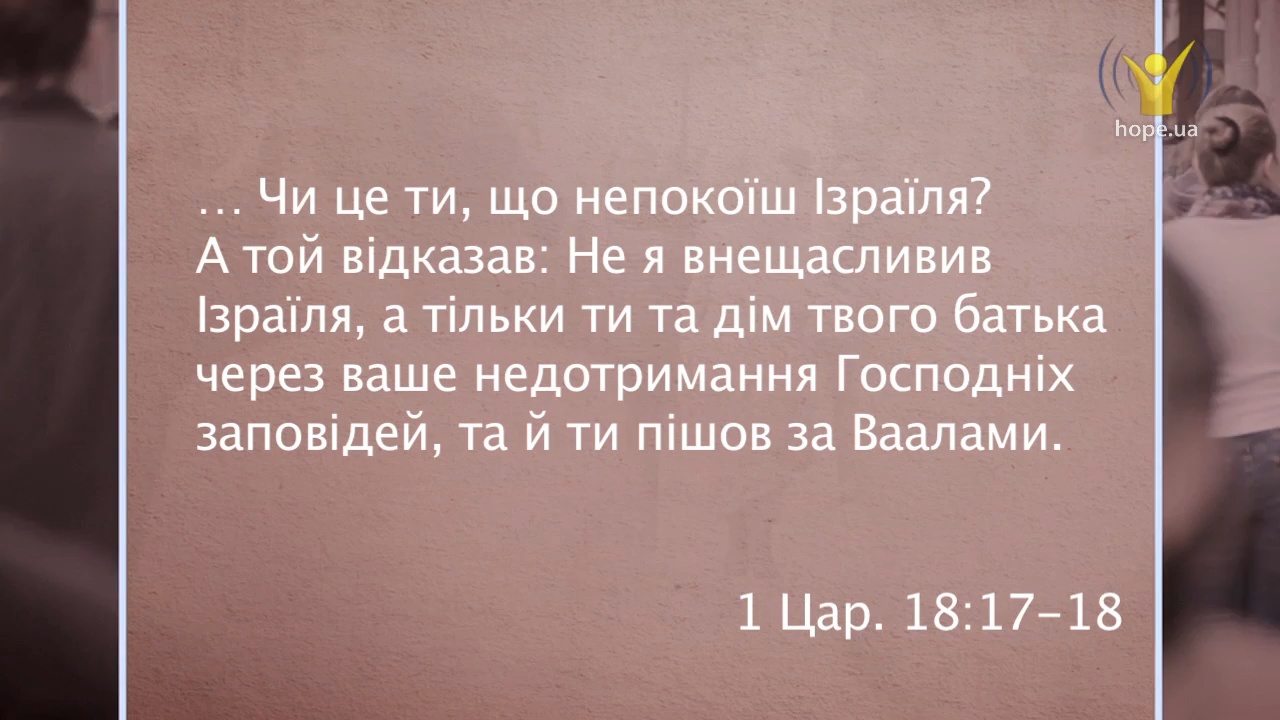 hope.ua
… Чи це ти, що непокоїш Ізраїля?
А той відказав: Не я внещасливив
Ізраїля, а тільки ти та дім твого батька
через ваше недотримання Господніх
заповідей, та й ти пішов за Ваалами.
1 Цар. 18:17-18